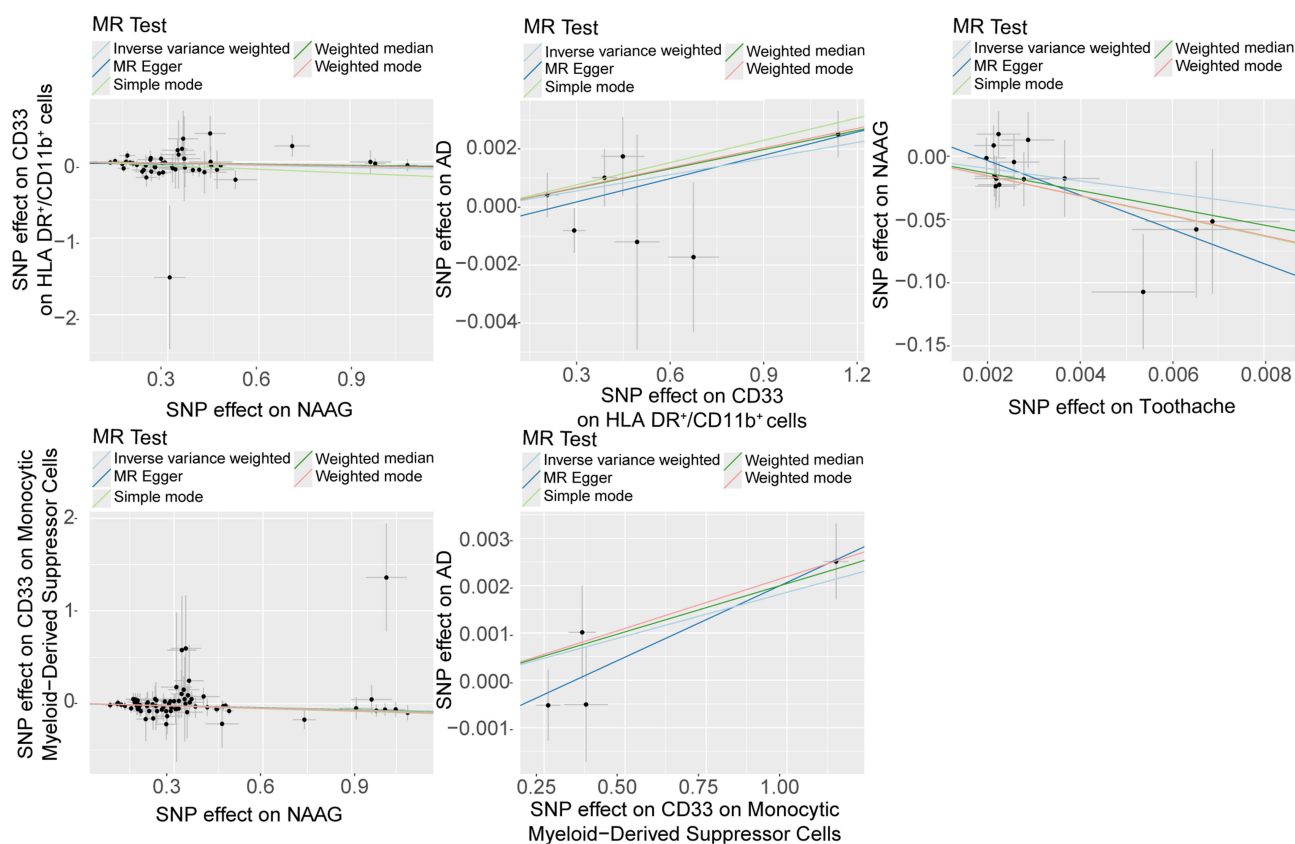 MR Test
Inverse variance weighted
Weighted median
MR Egger
Weighted mode
Simple mode
SNP effect on CD33
on HLA DR⁺/CD11b⁺ cells
0-
−1-
−2-
0.3
0.6
0.9
SNP effect on NAAG
MR Test
Inverse variance weighted
Weighted median
MR Egger
Weighted mode
Simple mode
SNP effect on AD
0.002
0.000
−0.002
−0.004
0.3
0.6
0.9
1.2
SNP effect on CD33
on HLA DR⁺/CD11b⁺ cells
MR Test
Inverse variance weighted
Weighted median
MR Egger
Weighted mode
Simple mode
SNP effect on NAAG
0.00
−0.05
−0.10
−0.15
0.002
0.004
0.006
0.008
SNP effect on Toothache
MR Test
Inverse variance weighted
Weighted median
MR Egger
Weighted mode
Simple mode
SNP effect on CD33 on Monocytic
Myeloid−Derived Suppressor Cells
2-
1-
0-
0.3
0.6
0.9
SNP effect on NAAG
MR Test
Inverse variance weighted
Weighted median
MR Egger
Weighted mode
Simple mode
SNP effect on AD
0.003
0.002
0.001
0.000
−0.001
0.25
0.50
0.75
1.00
SNP effect on CD33 on Monocytic
Myeloid−Derived Suppressor Cells